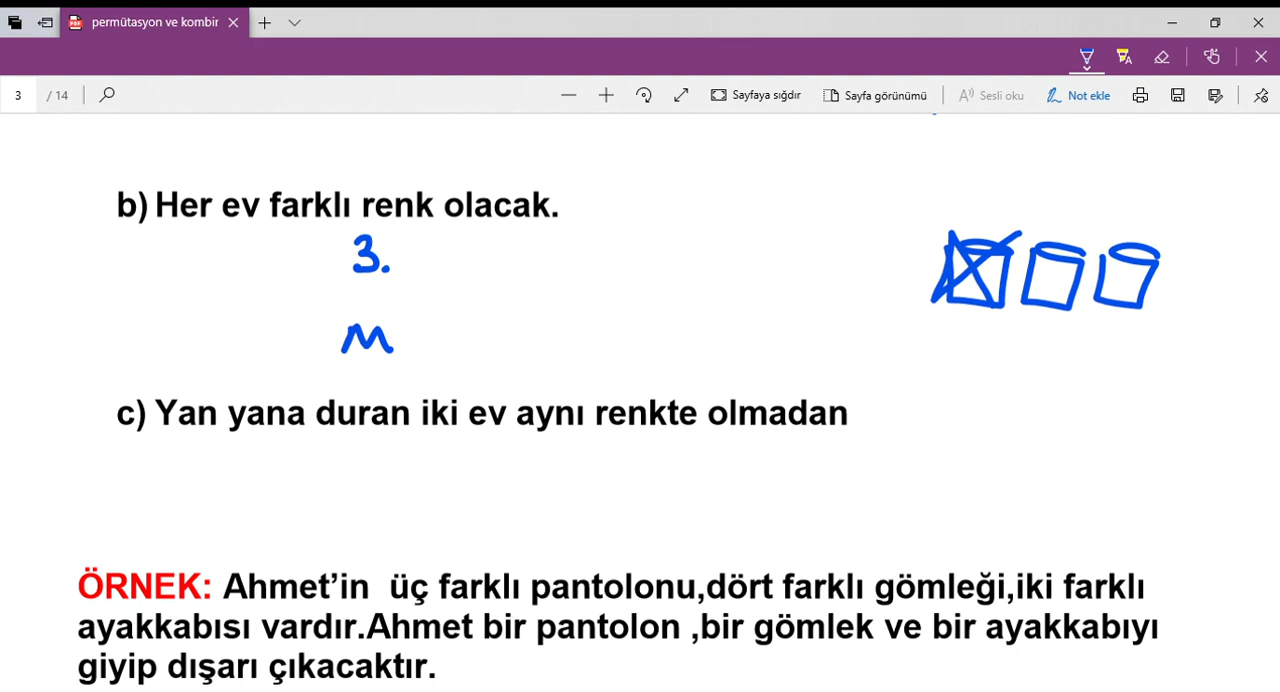 permütasyon ve kombir
3 / 14
Sayfaya sığdır
Sayfa görünümü
Sesli oku
Not ekle
b) Her ev farklı renk olacak.
3.
M
c) Yan yana duran iki ev aynı renkte olmadan
ÖRNEK: Ahmet’in üç farklı pantolonu,dört farklı gömleği,iki farklı
ayakkabısı vardır.Ahmet bir pantolon ,bir gömlek ve bir ayakkabıyı
giyip dışarı çıkacaktır.